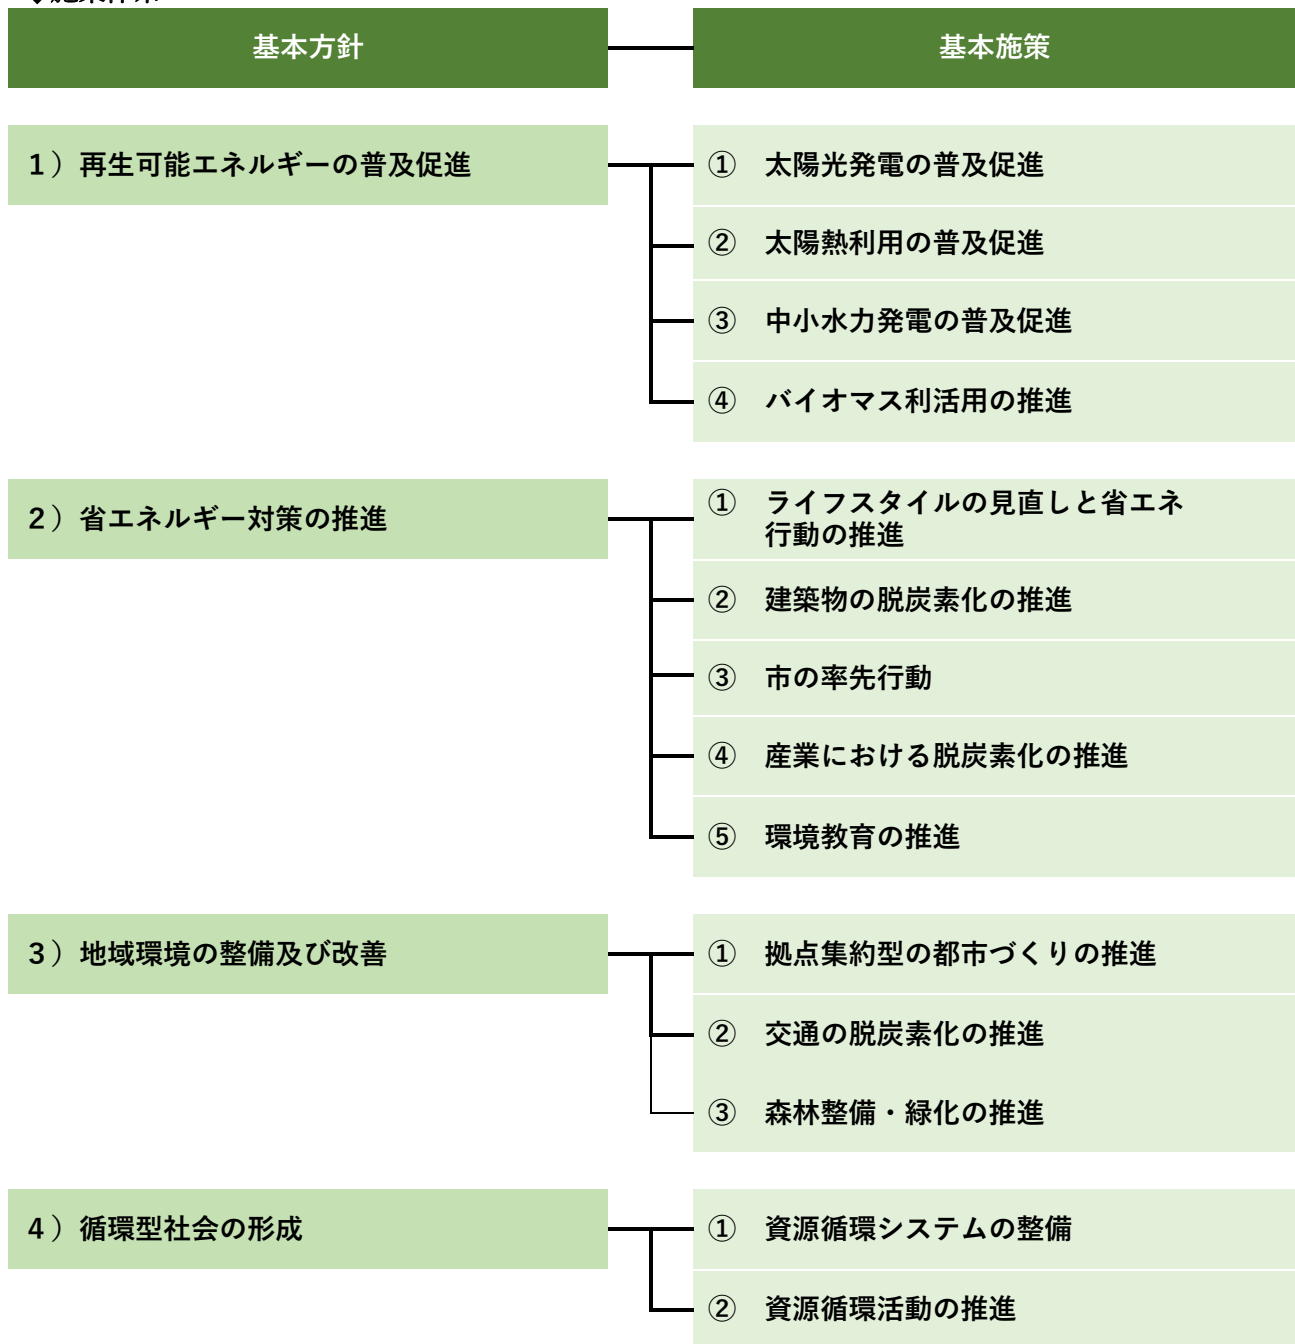 基本方針
基本施策
1）再生可能エネルギーの普及促進
① 太陽光発電の普及促進
② 太陽熱利用の普及促進
③ 中小水力発電の普及促進
④ バイオマス利活用の推進
2）省エネルギー対策の推進
① ライフスタイルの見直しと省エネ
行動の推進
② 建築物の脱炭素化の推進
③ 市の率先行動
④ 産業における脱炭素化の推進
⑤ 環境教育の推進
3）地域環境の整備及び改善
① 拠点集約型の都市づくりの推進
② 交通の脱炭素化の推進
③ 森林整備・緑化の推進
4）循環型社会の形成
① 資源循環システムの整備
② 資源循環活動の推進